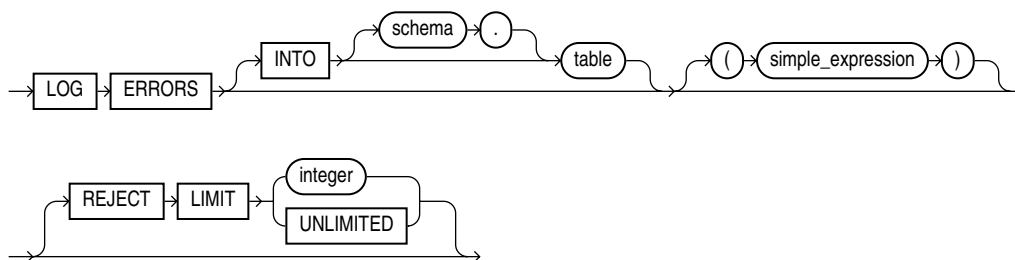 schema .
INTO table ( simple_expression )
LOG ERRORS
integer
REJECT LIMIT
UNLIMITED